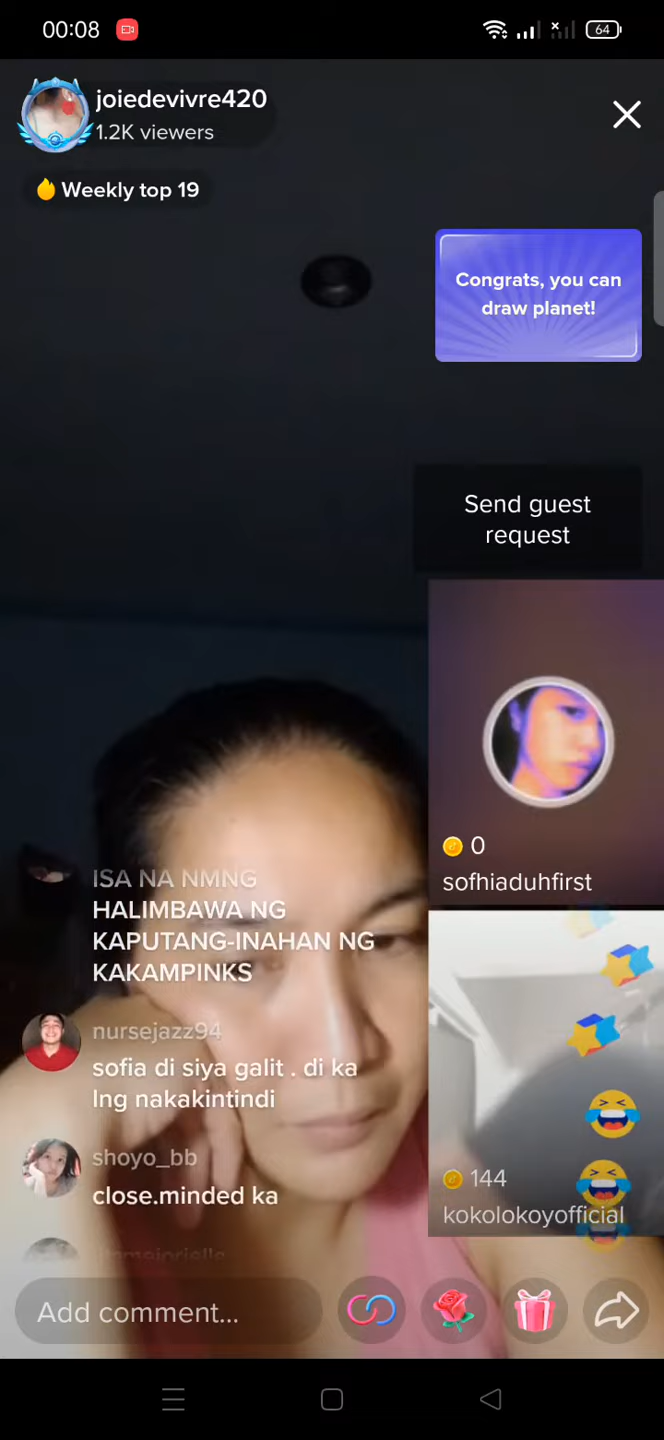 00:08
64
joiedevivre420
1.2K viewers
Weekly top 19
Congrats, you can
draw planet!
Send guest
request
0
sofhiaduhfirst
ISA NA NMNG
HALIMBAWA NG
KAPUTANG-INAHAN NG
KAKAMPINKS
nursejazz94
sofia di siya galit . di ka
lng nakakintindi
shoyo_bb
close.minded ka
144
kokolokoyofficial
Add comment...